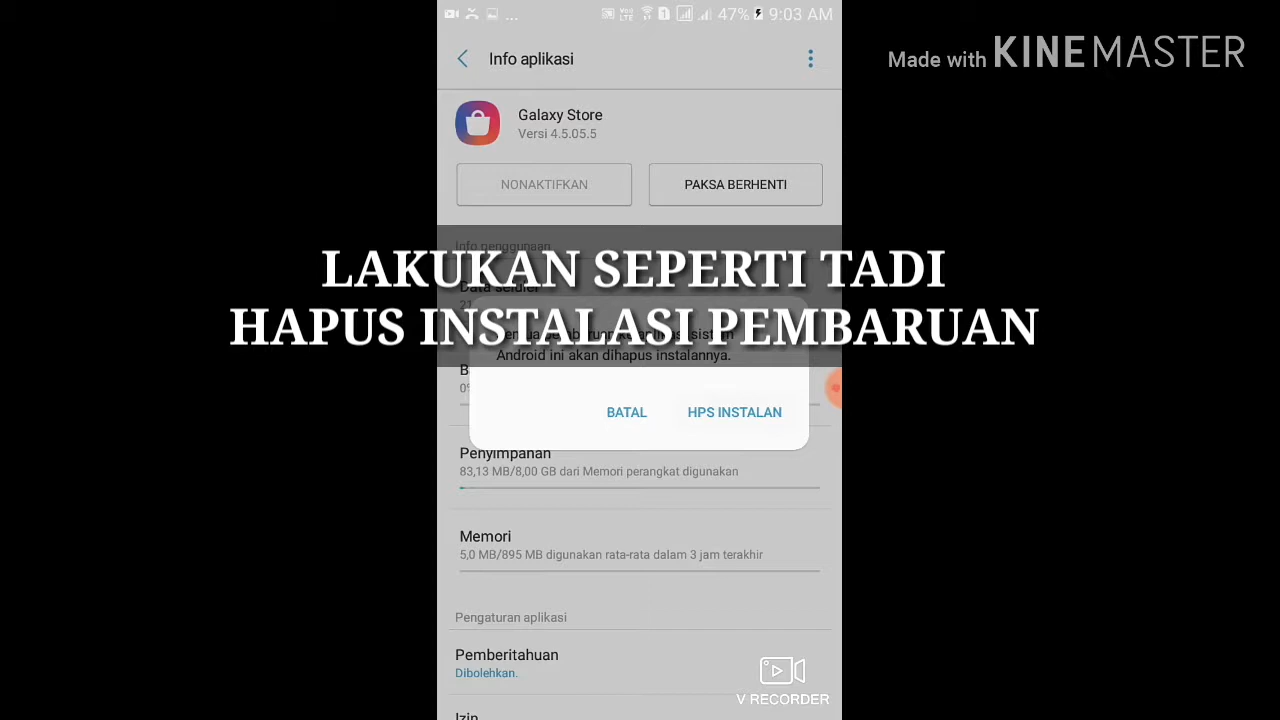 ... VoLTE 1 47% 9:03 AM
Made with KINEMASTER
Info aplikasi
Galaxy Store
Versi 4.5.05.5
NONAKTIFKAN PAKSA BERHENTI
Info penggunaan
LAKUKAN SEPERTI TADI
HAPUS INSTALASI PEMBARUAN
Android ini akan dihapus instalannya.
BATAL HPS INSTALAN
Penyimpanan
83,13 MB/8,00 GB dari Memori perangkat digunakan
Memori
5,0 MB/895 MB digunakan rata-rata dalam 3 jam terakhir
Pengaturan aplikasi
Pemberitahuan
Dibolehkan.
V RECORDER
Izin